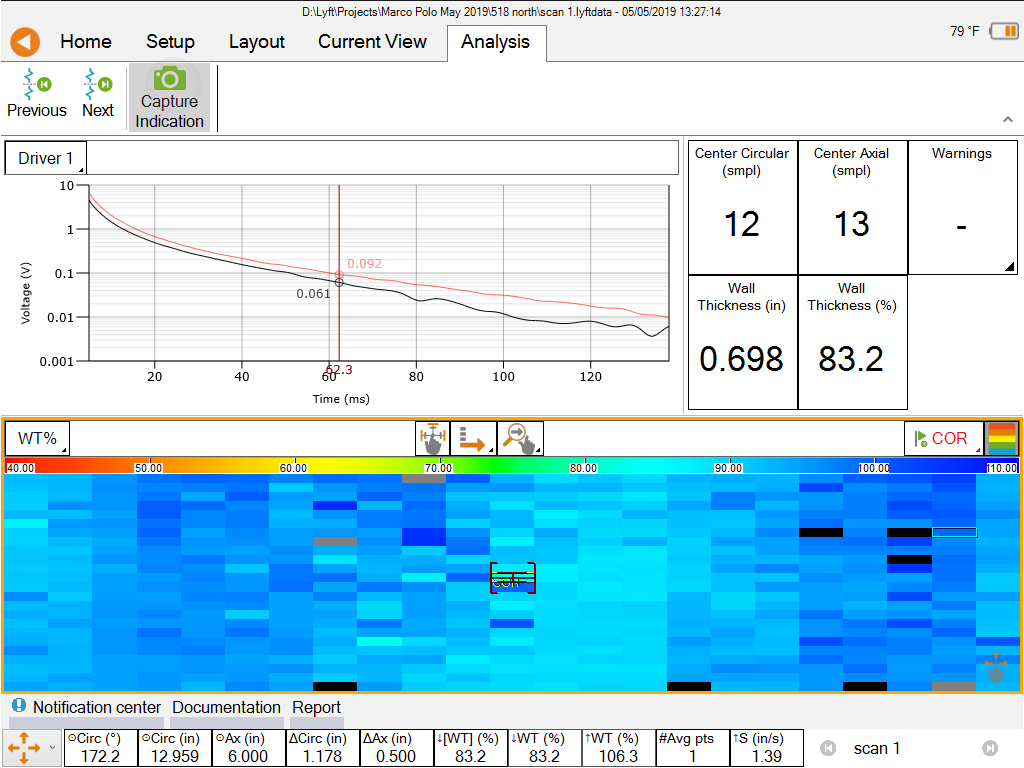 D:\Lyft\Projects\Marco Polo May 2019\518 north\scan 1.lyftdata - 05/05/2019 13:27:14
Home Setup Layout Current View Analysis
79 °F
Previous Next Capture Indication
Driver 1
10
1
0.1
0.01
0.001
Voltage (V)
0.092
0.061
20 40 60 62.3 80 100 120
Time (ms)
Center Circular (smpl)
12
Center Axial (smpl)
13
Warnings
-
Wall Thickness (in)
0.698
Wall Thickness (%)
83.2
WT%
COR
40.00 50.00 60.00 70.00 80.00 90.00 100.00 110.00
Notification center Documentation Report
Circ (°) Circ (in) Ax (in) ΔCirc (in) ΔAx (in) ↓[WT] (%) ↓WT (%) ↑WT (%) #Avg pts ↑S (in/s)
172.2 12.959 6.000 1.178 0.500 83.2 83.2 106.3 1 1.39
scan 1